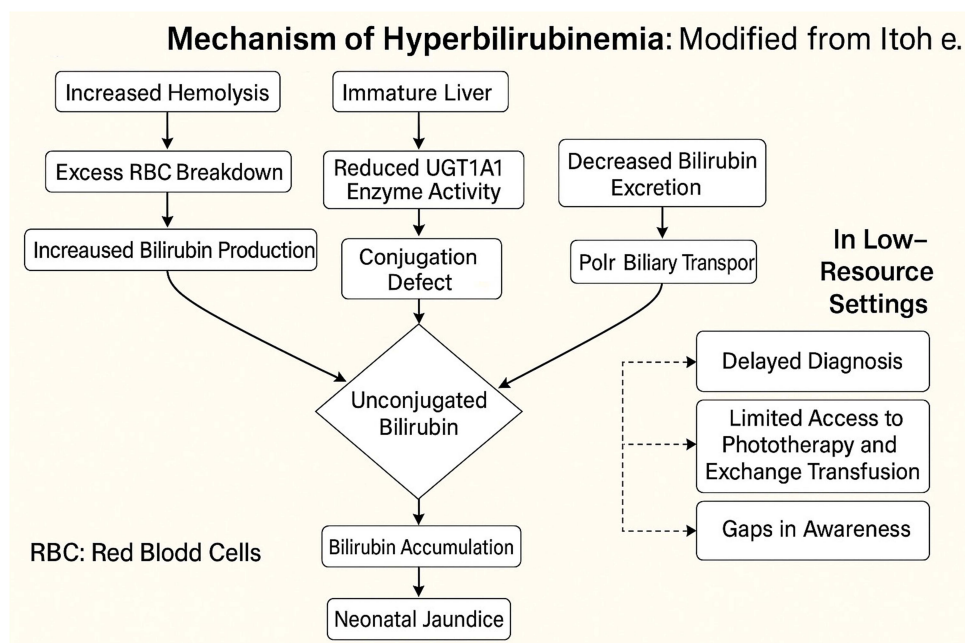 Mechanism of Hyperbilirubinemia: Modified from Itoh e.
Increased Hemolysis
Excess RBC Breakdown
Increaused Bilirubin Production
Immature Liver
Reduced UGT1A1
Enzyme Activity
Conjugation
Defect
Decreased Bilirubin
Excretion
Polr Biliary Transpor
Unconjugated
Bilirubin
Bilirubin Accumulation
Neonatal Jaundice
In Low–
Resource
Settings
Delayed Diagnosis
Limited Access to
Phototherapy and
Exchange Transfusion
Gaps in Awareness
RBC: Red Blodd Cells